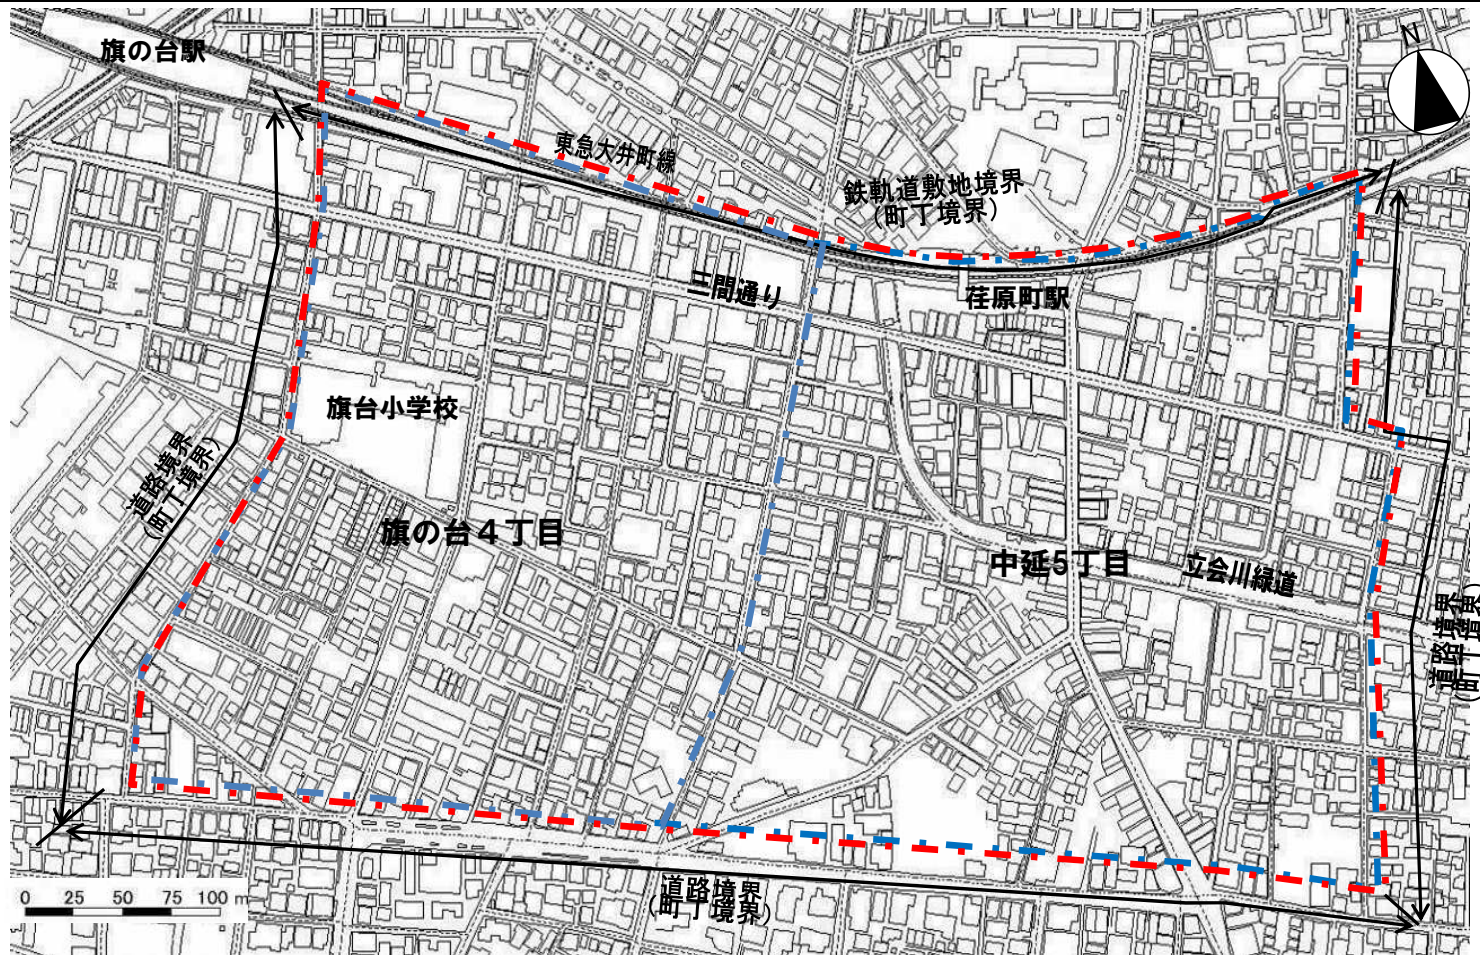 旗の台駅
N
東急大井町線
鉄軌道敷地境界
(町丁境界)
三間通り
荏原町駅
旗台小学校
道路境界
(町丁境界)
旗の台4丁目
中延5丁目
立会川緑道
道路境界
(町丁境界)
道路境界
(町丁境界)
0 25 50 75 100 m